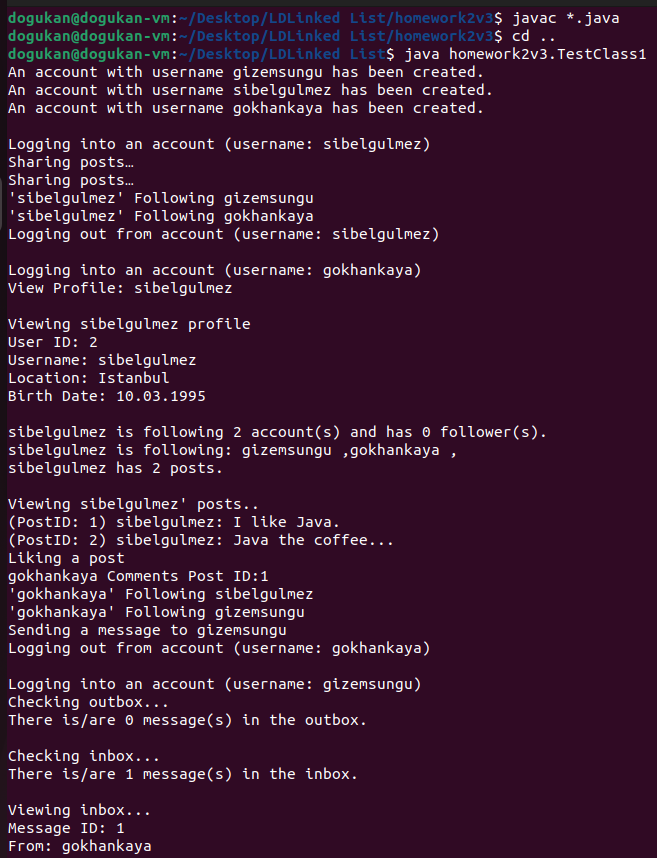 dogukan@dogukan-vm:~/Desktop/LDLinked List/homework2v3$ javac *.java
dogukan@dogukan-vm:~/Desktop/LDLinked List/homework2v3$ cd ..
dogukan@dogukan-vm:~/Desktop/LDLinked List$ java homework2v3.TestClass1
An account with username gizemsungu has been created.
An account with username sibelgulmez has been created.
An account with username gokhankaya has been created.

Logging into an account (username: sibelgulmez)
Sharing posts…
Sharing posts…
'sibelgulmez' Following gizemsungu
'sibelgulmez' Following gokhankaya
Logging out from account (username: sibelgulmez)

Logging into an account (username: gokhankaya)
View Profile: sibelgulmez

Viewing sibelgulmez profile
User ID: 2
Username: sibelgulmez
Location: Istanbul
Birth Date: 10.03.1995

sibelgulmez is following 2 account(s) and has 0 follower(s).
sibelgulmez is following: gizemsungu ,gokhankaya ,
sibelgulmez has 2 posts.

Viewing sibelgulmez' posts..
(PostID: 1) sibelgulmez: I like Java.
(PostID: 2) sibelgulmez: Java the coffee...
Liking a post
gokhankaya Comments Post ID:1
'gokhankaya' Following sibelgulmez
'gokhankaya' Following gizemsungu
Sending a message to gizemsungu
Logging out from account (username: gokhankaya)

Logging into an account (username: gizemsungu)
Checking outbox...
There is/are 0 message(s) in the outbox.

Checking inbox...
There is/are 1 message(s) in the inbox.

Viewing inbox...
Message ID: 1
From: gokhankaya